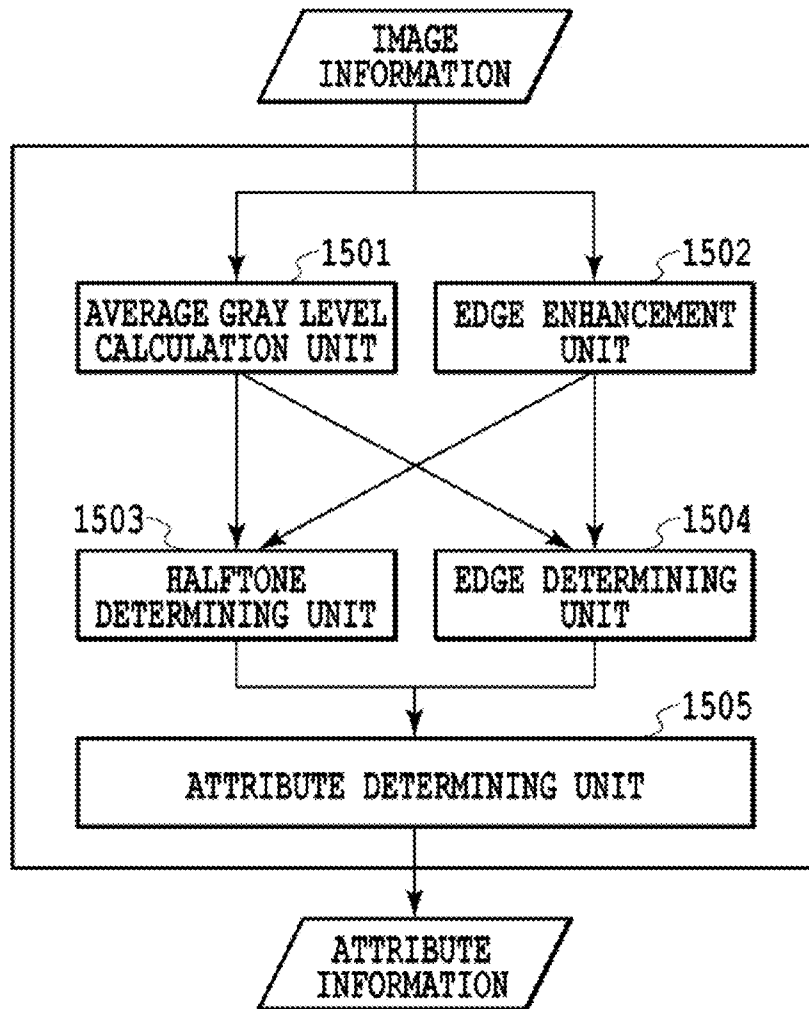 IMAGE
INFORMATION
1501
1502
AVERAGE GRAY LEVEL
CALCULATION UNIT
EDGE ENHANCEMENT
UNIT
1503
1504
HALFTONE
DETERMINING UNIT
EDGE DETERMINING
UNIT
1505
ATTRIBUTE DETERMINING UNIT
ATTRIBUTE
INFORMATION